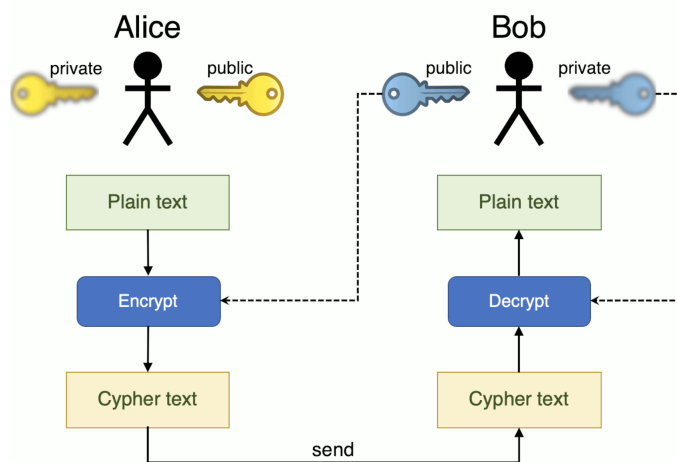 Alice
Bob
private
public
public
private
Plain text
Plain text
Encrypt
Decrypt
Cypher text
Cypher text
send